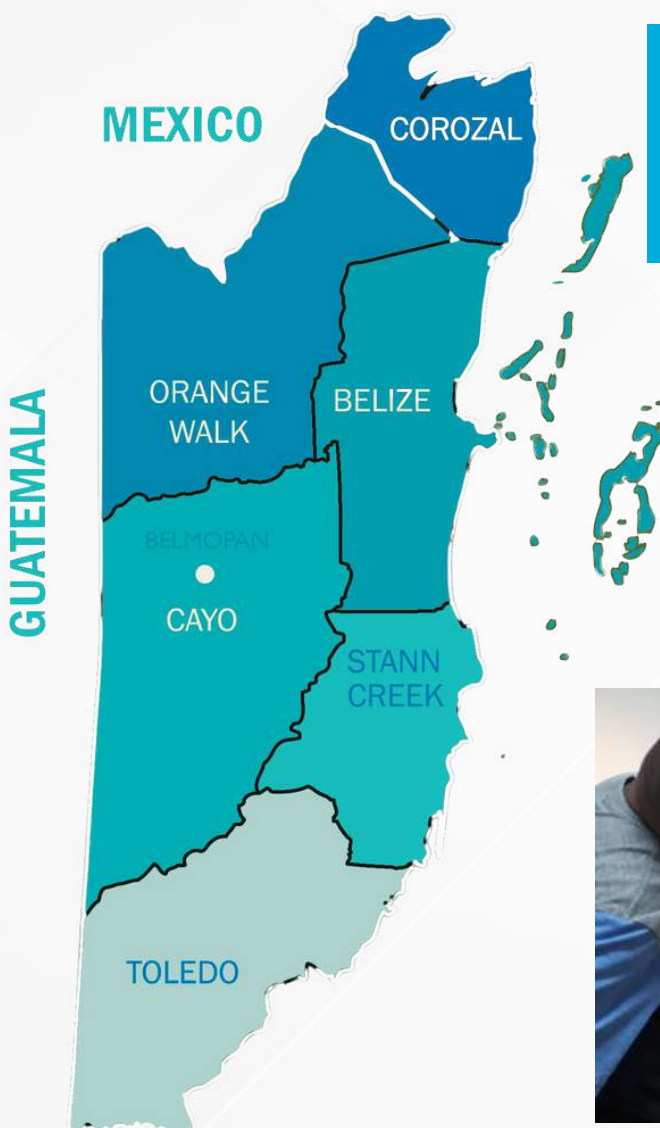 MEXICO
COROZAL
GUATEMALA
ORANGE
WALK
BELIZE
BELMOPAN
CAYO
STANN
CREEK
TOLEDO